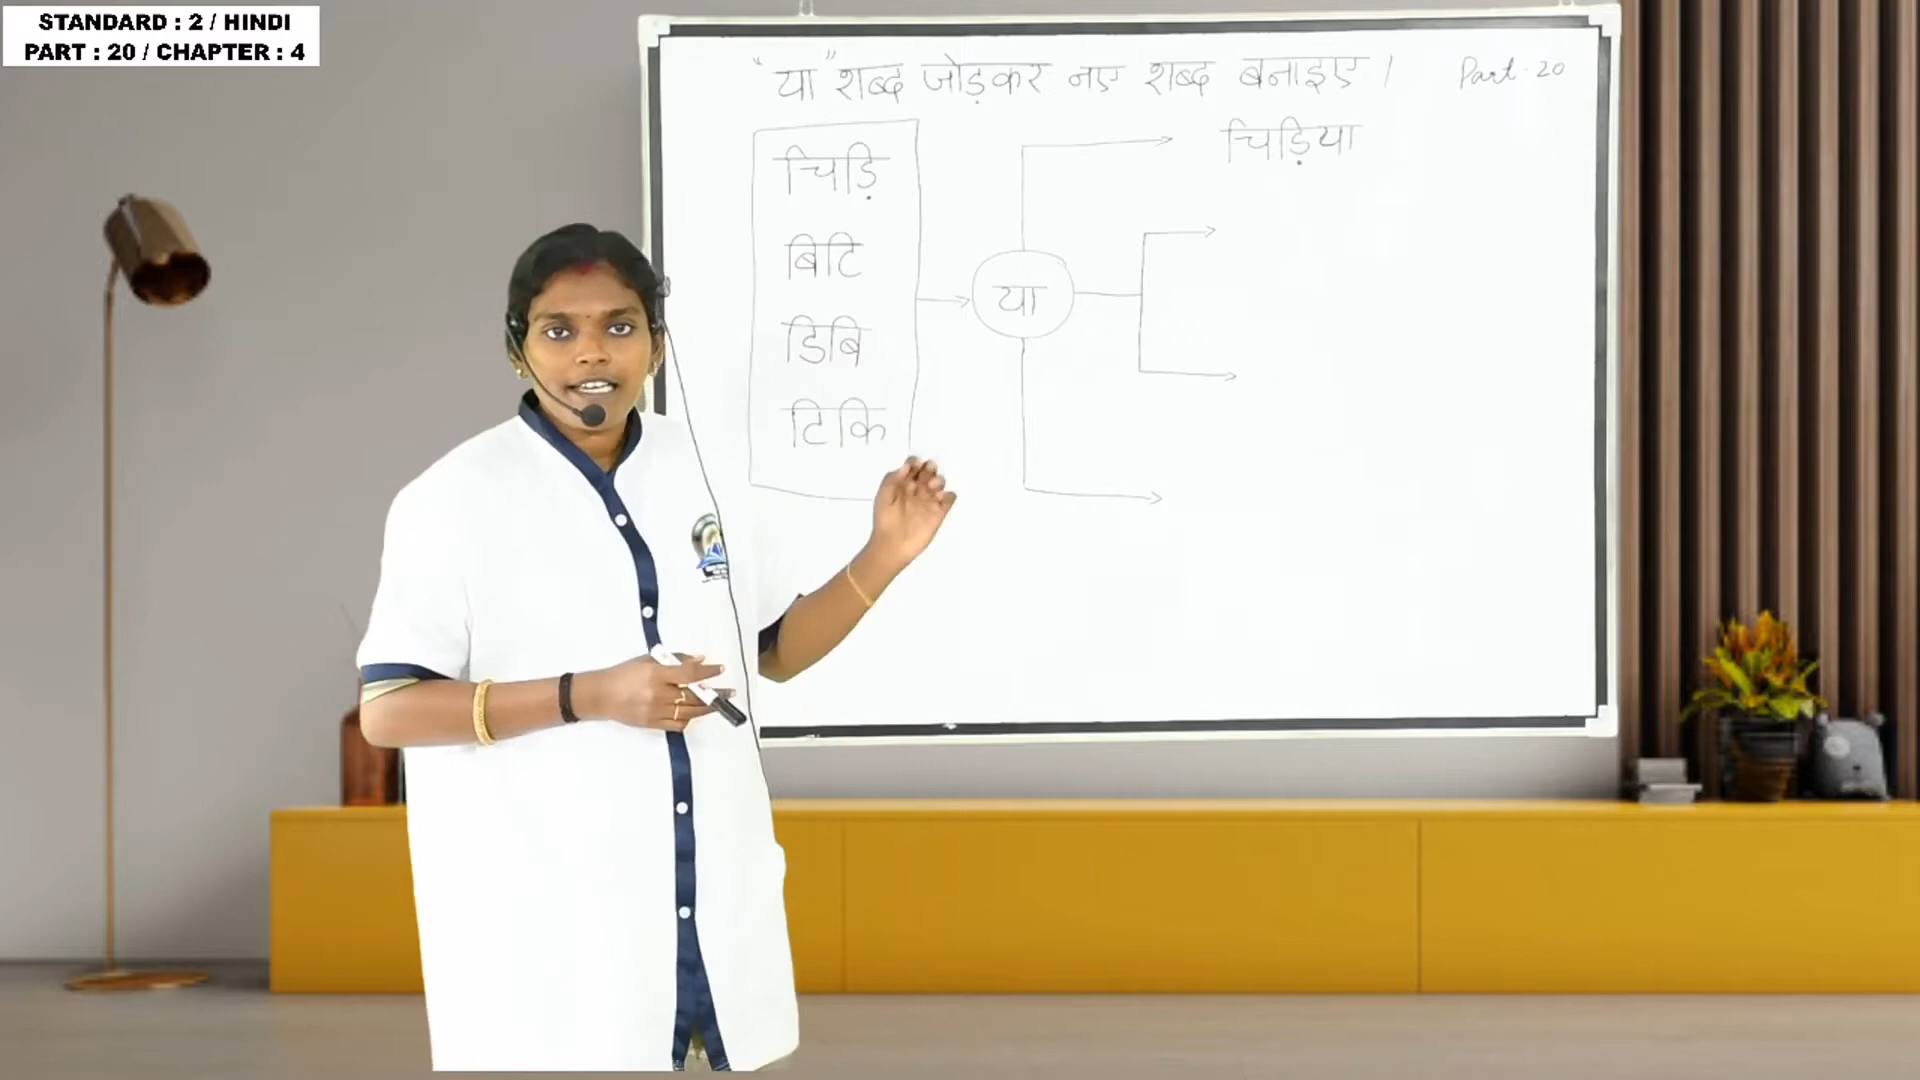 STANDARD : 2 / HINDI
PART : 20 / CHAPTER : 4
"या" शब्द जोड़कर नए शब्द बनाइए। Part-20
चिड़ि
बिटि
डिबि
टिकि
या
चिड़िया